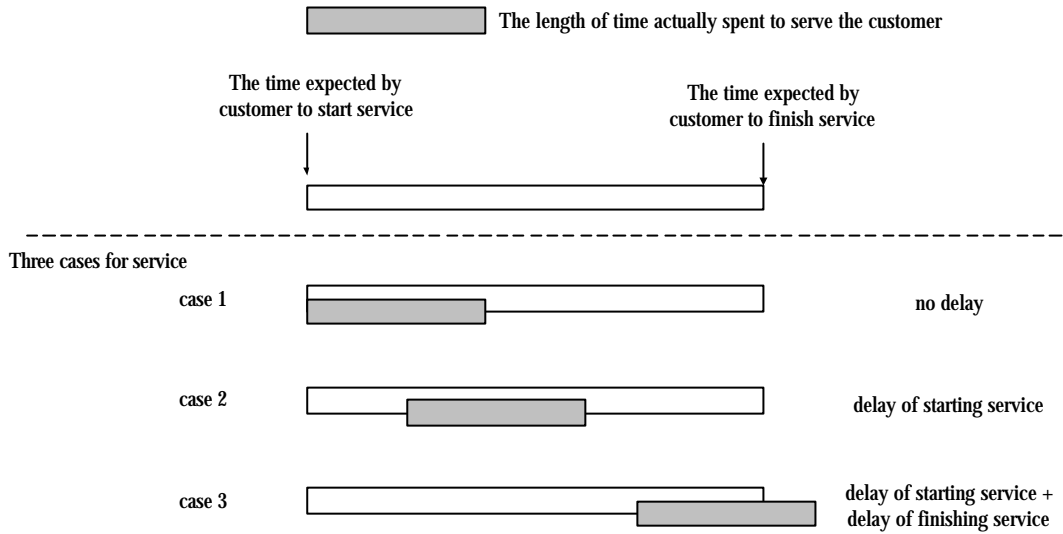 The length of time actually spent to serve the customer
The time expected by
customer to start service
The time expected by
customer to finish service
Three cases for service
case 1
no delay
case 2
delay of starting service
case 3
delay of starting service +
delay of finishing service